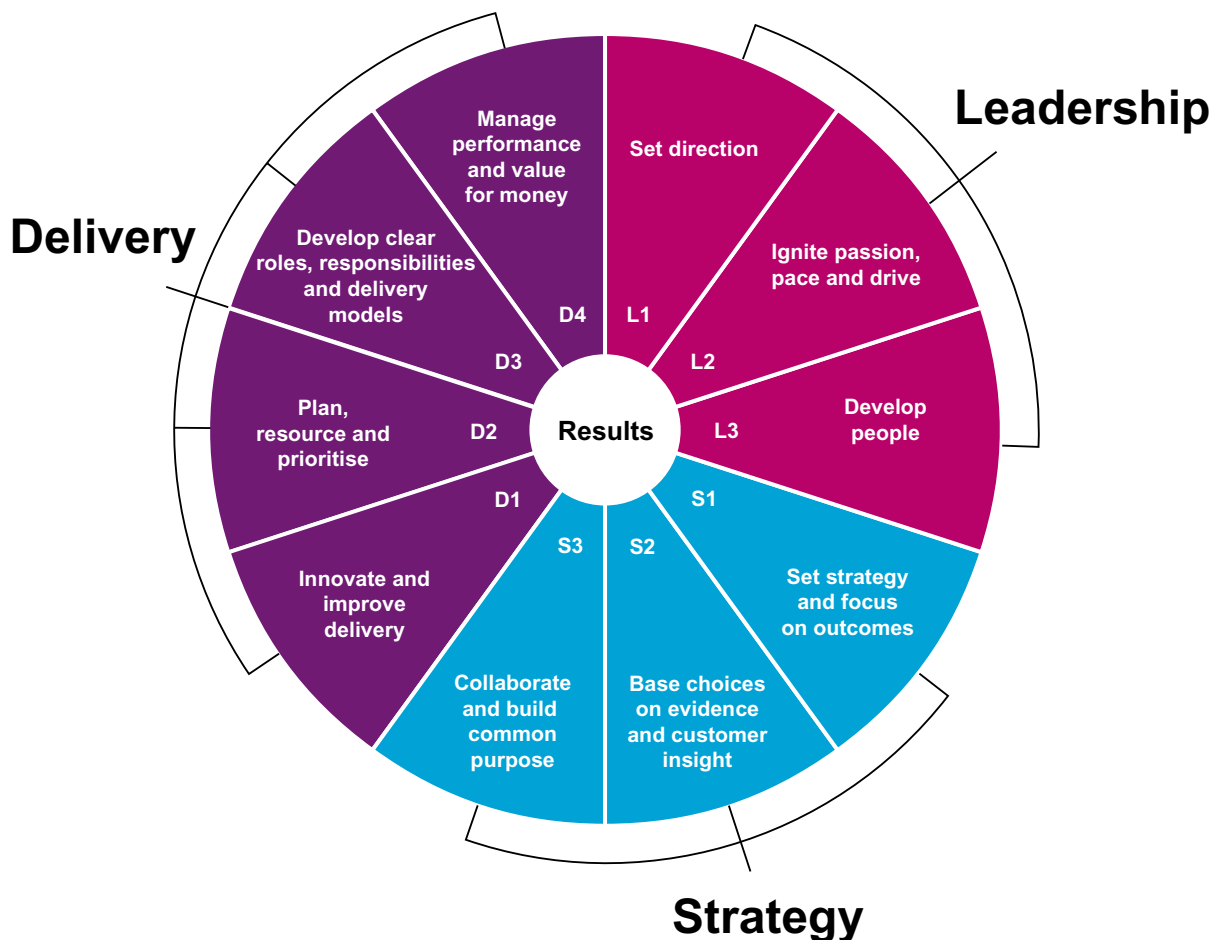 Leadership
Delivery
Strategy
Results
Set direction
L1
Ignite passion,
pace and drive
L2
Develop
people
L3
Set strategy
and focus
on outcomes
S1
Base choices
on evidence
and customer
insight
S2
Collaborate
and build
common
purpose
S3
Innovate and
improve
delivery
D1
Plan,
resource and
prioritise
D2
Develop clear
roles, responsibilities
and delivery
models
D3
Manage
performance
and value
for money
D4